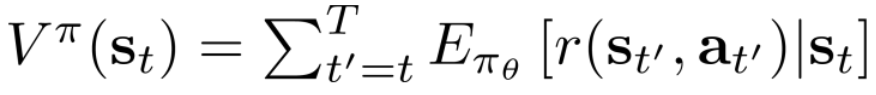 V^π(s_t) = ∑_{t'=t}^T E_{π_θ} [r(s_{t'}, a_{t'})|s_t]